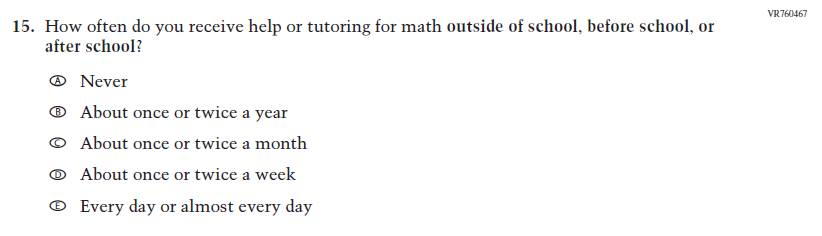 VR760467
15. How often do you receive help or tutoring for math outside of school, before school, or
after school?
A Never
B About once or twice a year
C About once or twice a month
D About once or twice a week
E Every day or almost every day